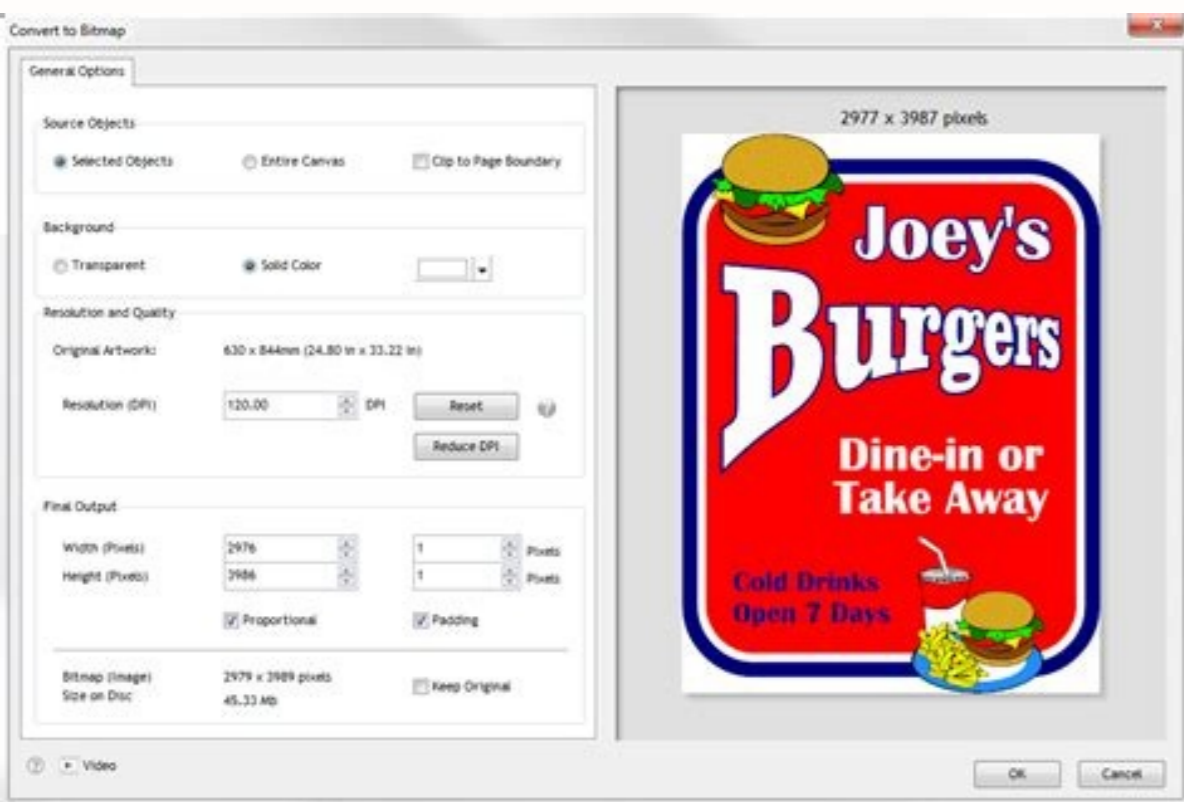 Convert to Bitmap
General Options
Source Objects
Selected Objects
Entire Canvas
Clip to Page Boundary
Background
Transparent
Solid Color
Resolution and Quality
Original Artwork:
630 x 844mm (24.80 in x 33.22 in)
Resolution (DPI)
120.00
DPI
Reset
Reduce DPI
Final Output
Width (Pixels)
2976
1
Pixels
Height (Pixels)
3986
1
Pixels
Proportional
Padding
Bitmap (Image)
Size on Disc
2979 x 3989 pixels
45.33 Mb
Keep Original
Video
2977 x 3987 pixels
Joey's
Burgers
Dine-in or
Take Away
Cold Drinks
Open 7 Days
OK
Cancel